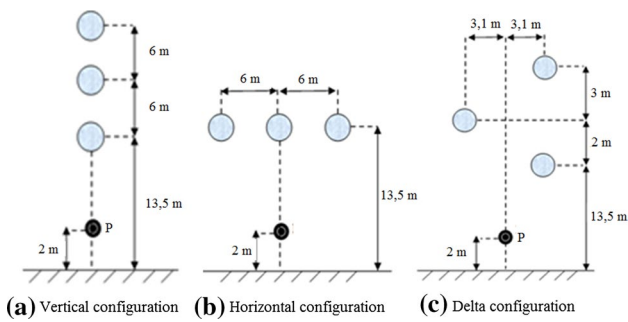 6 m
6 m
13,5 m
P
2 m
(a) Vertical configuration
6 m
6 m
13,5 m
2 m
(b) Horizontal configuration
3,1 m
3,1 m
3 m
2 m
13,5 m
P
2 m
(c) Delta configuration